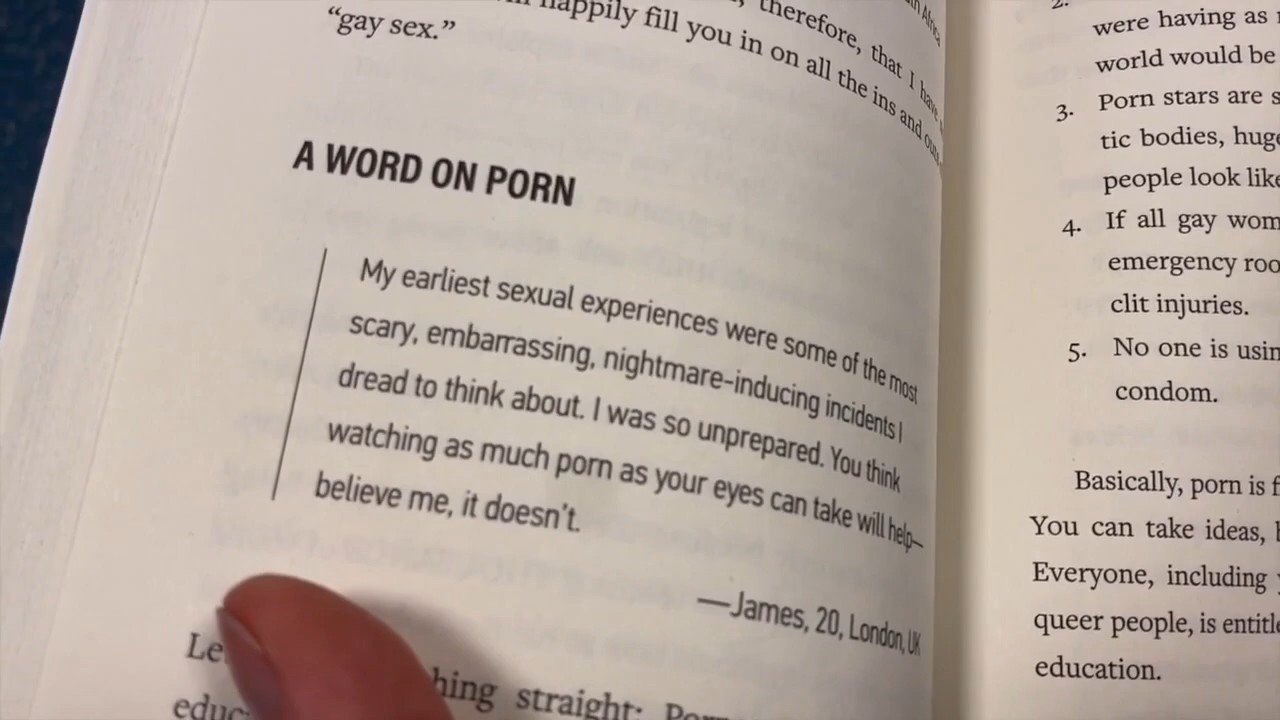 therefore, that I have
happily fill you in on all the ins and outs
“gay sex.”
A WORD ON PORN
My earliest sexual experiences were some of the most
scary, embarrassing, nightmare-inducing incidents I
dread to think about. I was so unprepared. You think
watching as much porn as your eyes can take will help—
believe me, it doesn’t.
—James, 20, London, UK
hing straight: Porn
educ
2.
were having as
world would be
3. Porn stars are s
tic bodies, huge
people look like
4. If all gay wom
emergency roo
clit injuries.
5. No one is usin
condom.
Basically, porn is f
You can take ideas,
Everyone, including
queer people, is entitle
education.